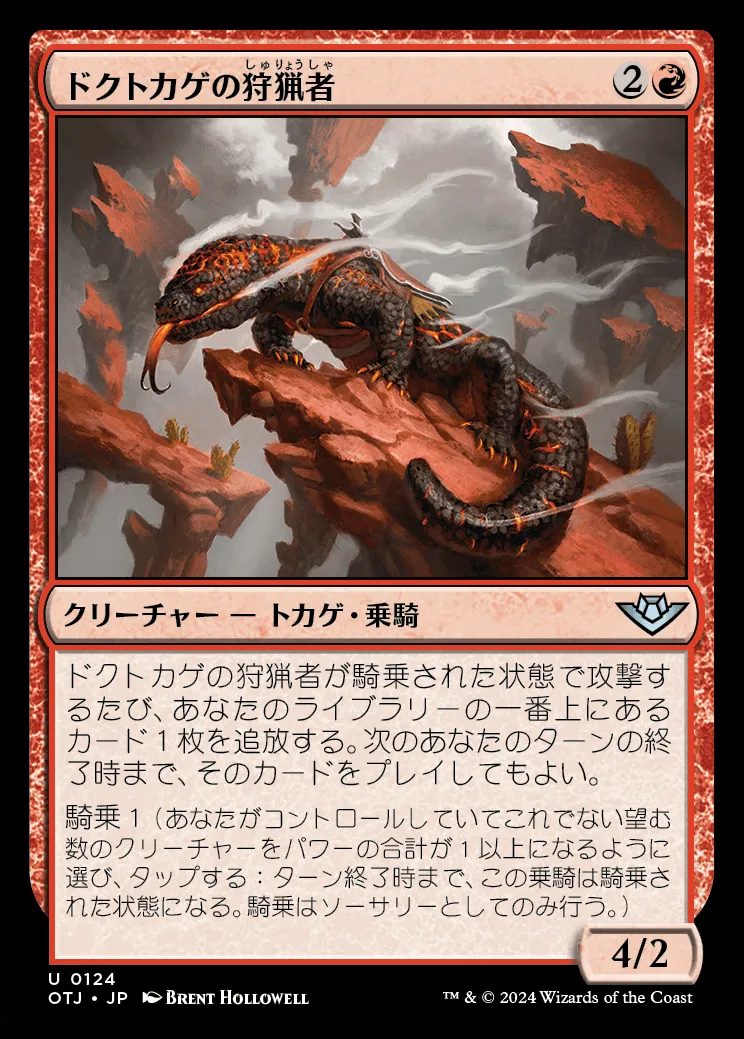 しゅりょうしゃ
ドクトカゲの狩猟者 2
クリーチャー — トカゲ・乗騎
ドクトカゲの狩猟者が騎乗された状態で攻撃す
るたび、あなたのライブラリーの一番上にある
カード1枚を追放する。次のあなたのターンの終
了時まで、そのカードをプレイしてもよい。
騎乗1（あなたがコントロールしていてこれでない望む
数のクリーチャーをパワーの合計が1以上になるように
選び、タップする：ターン終了時まで、この乗騎は騎乗さ
れた状態になる。騎乗はソーサリーとしてのみ行う。）
4/2
U 0124
OTJ • JP Brent Hollowell
™ & © 2024 Wizards of the Coast